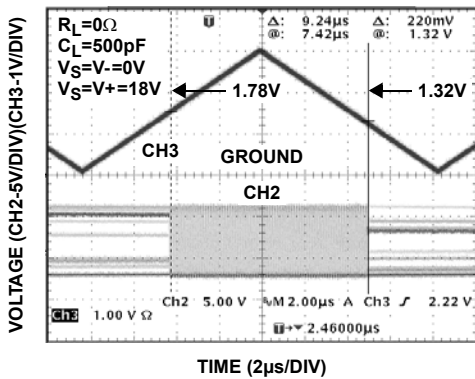 VOLTAGE (CH2-5V/DIV)(CH3-1V/DIV)
R_L=0Ω
C_L=500pF
V_S=V-=0V
V_S=V+=18V
Δ: 9.24µs Δ: 220mV
@: 7.42µs @: 1.32 V
1.78V
1.32V
CH3
GROUND
CH2
Ch2 5.00 V M 2.00µs A Ch3 2.22 V
Ch3 1.00 V Ω
T 2.46000µs
TIME (2µs/DIV)